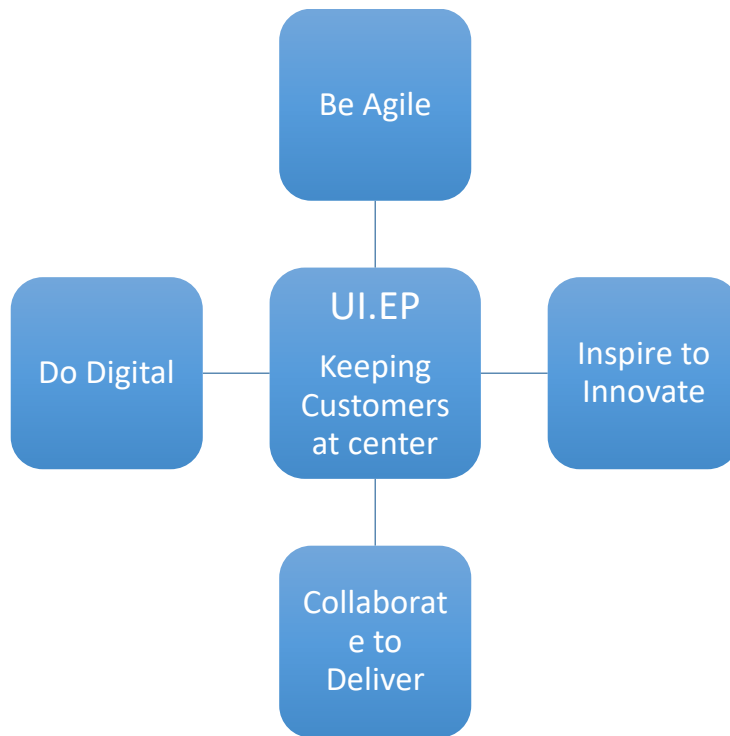 Be Agile
Do Digital
UI.EP
Keeping
Customers
at center
Inspire to
Innovate
Collaborat
e to
Deliver